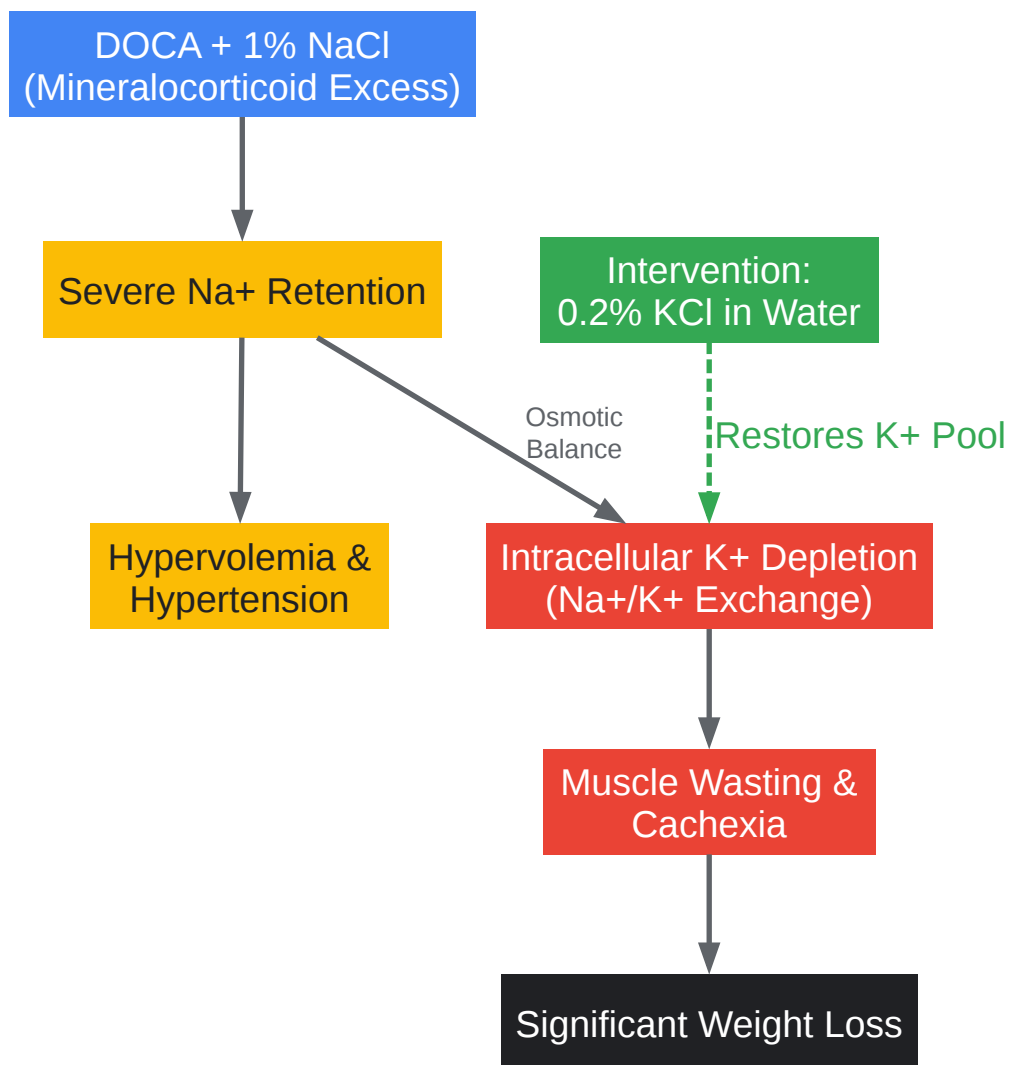 DOCA + 1% NaCl
(Mineralocorticoid Excess)
Severe Na+ Retention
Intervention:
0.2% KCl in Water
Osmotic
Balance
Restores K+ Pool
Hypervolemia &
Hypertension
Intracellular K+ Depletion
(Na+/K+ Exchange)
Muscle Wasting &
Cachexia
Significant Weight Loss